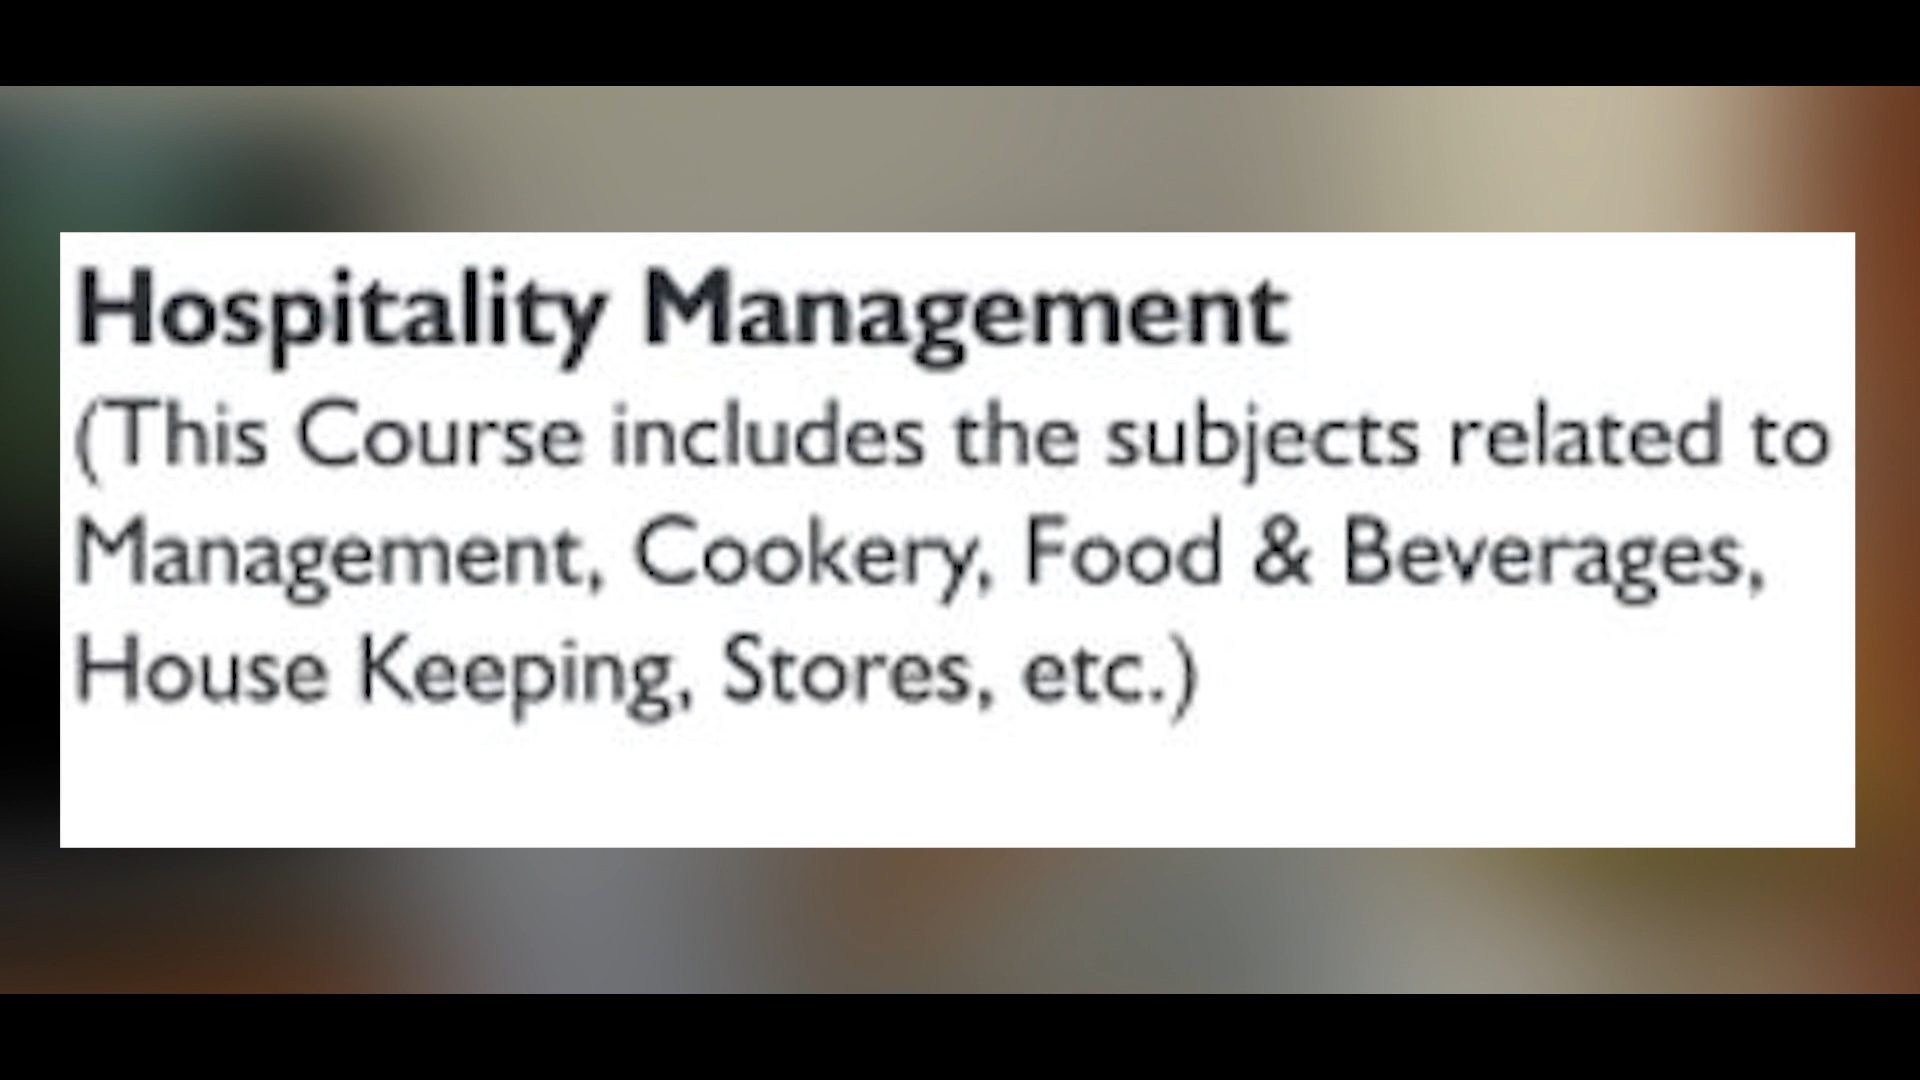 Hospitality Management
(This Course includes the subjects related to
Management, Cookery, Food & Beverages,
House Keeping, Stores, etc.)